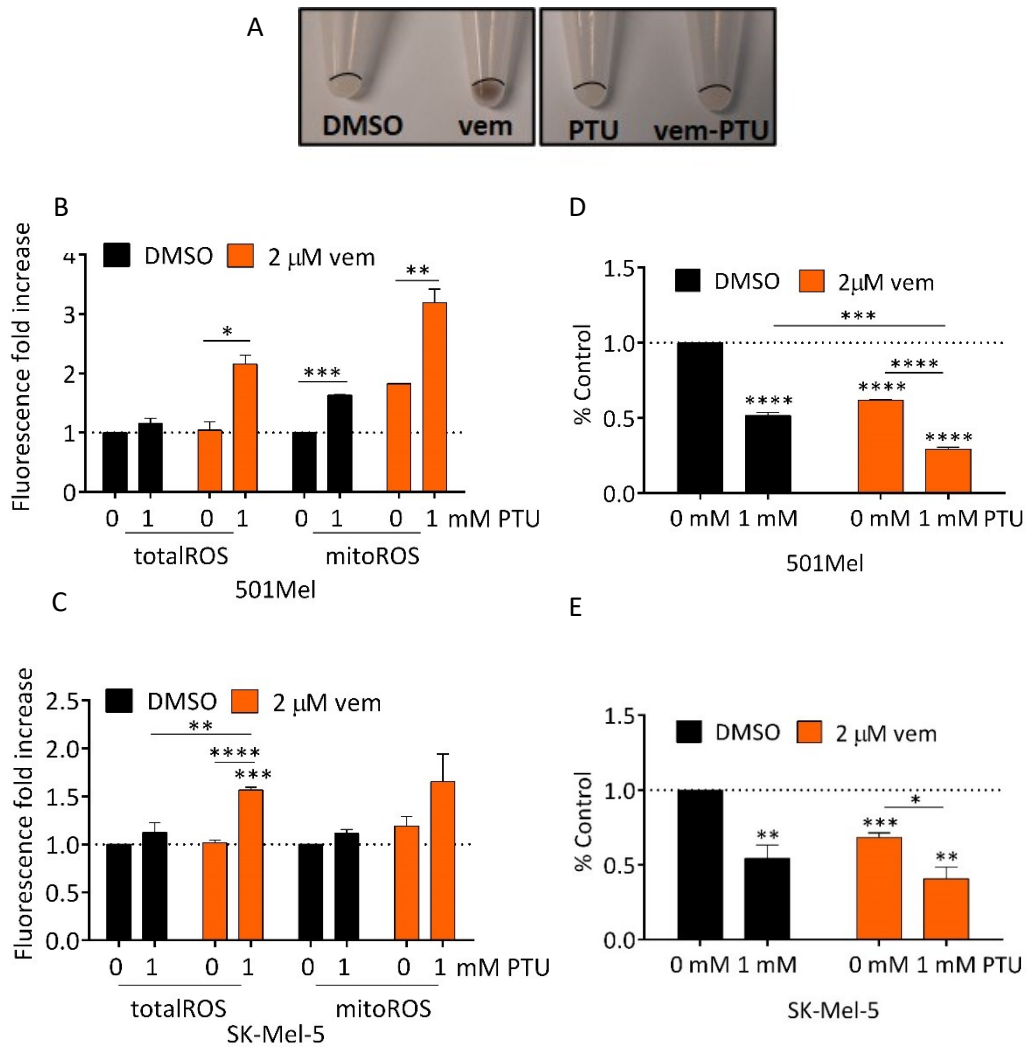 A
DMSO vem PTU vem-PTU
B
DMSO 2 μM vem
Fluorescence fold increase
4
3
2
1
0
*
***
**
0 1 0 1 0 1 0 1 mM PTU
totalROS mitoROS
501Mel
D
DMSO 2μM vem
% Control
1.5
1.0
0.5
0.0
***
****
****
****
****
0 mM 1 mM 0 mM 1 mM PTU
501Mel
C
DMSO 2 μM vem
Fluorescence fold increase
2.5
2.0
1.5
1.0
0.5
0.0
**
****
***
0 1 0 1 0 1 0 1 mM PTU
totalROS mitoROS
SK-Mel-5
E
DMSO 2 μM vem
% Control
1.5
1.0
0.5
0.0
**
***
*
**
0 mM 1 mM 0 mM 1 mM PTU
SK-Mel-5